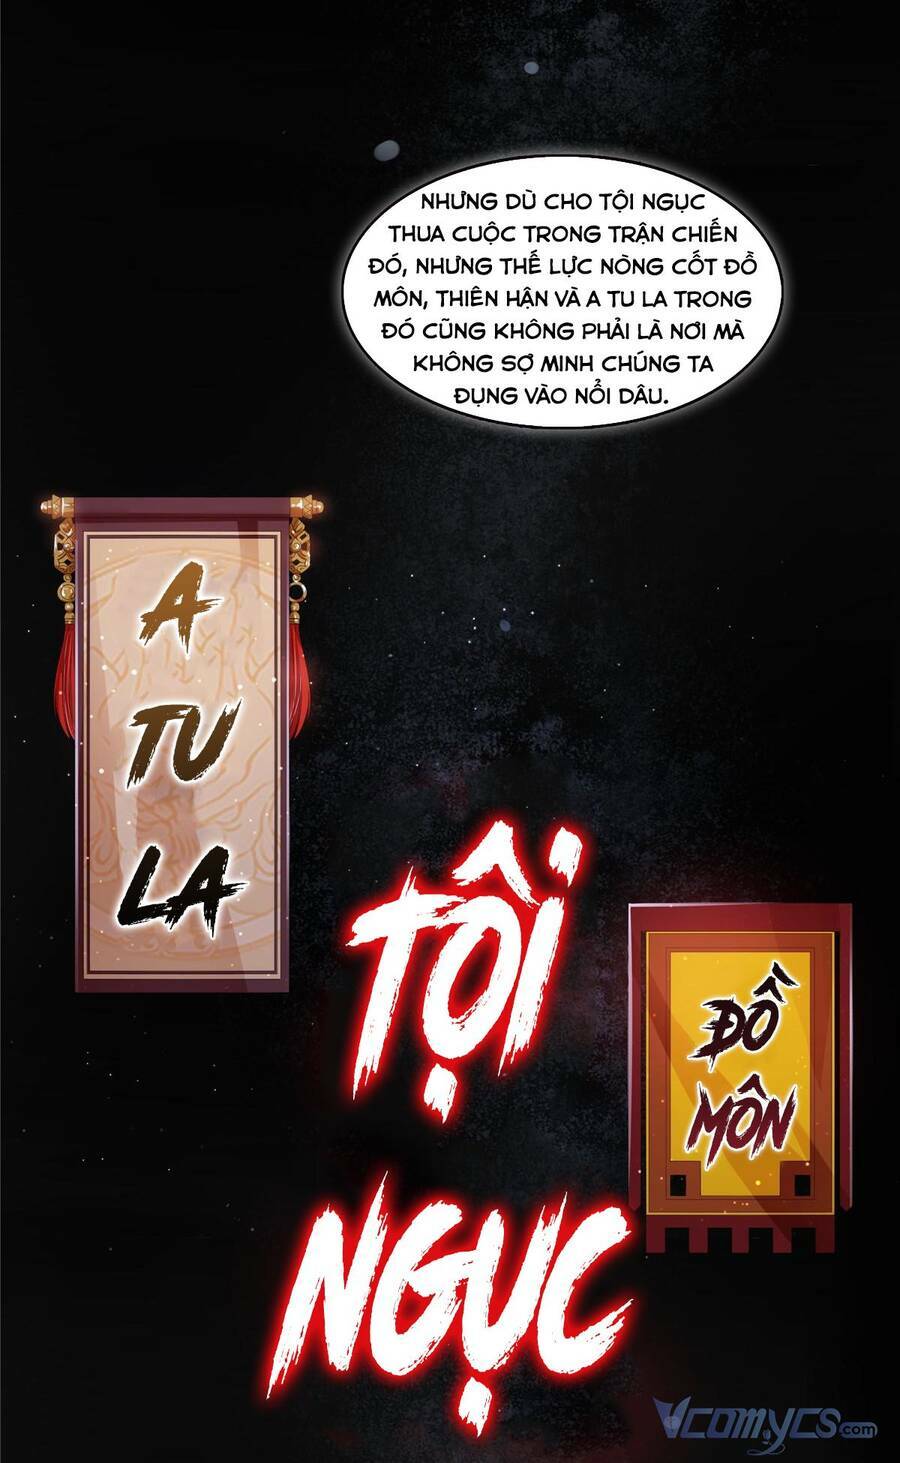 NHƯNG DÙ CHO TỘI NGỤC
THUA CUỘC TRONG TRẬN CHIẾN
ĐÓ, NHƯNG THẾ LỰC NÒNG CỐT ĐỒ
MÔN, THIÊN HẬN VÀ A TU LA TRONG
ĐÓ CŨNG KHÔNG PHẢI LÀ NƠI MÀ
KHÔNG SỢ MINH CHÚNG TA
ĐỤNG VÀO NỔI DÂU.
A
TU
LA
TỘI
NGỤC
ĐỒ
MÔN
VCOMYCS.com